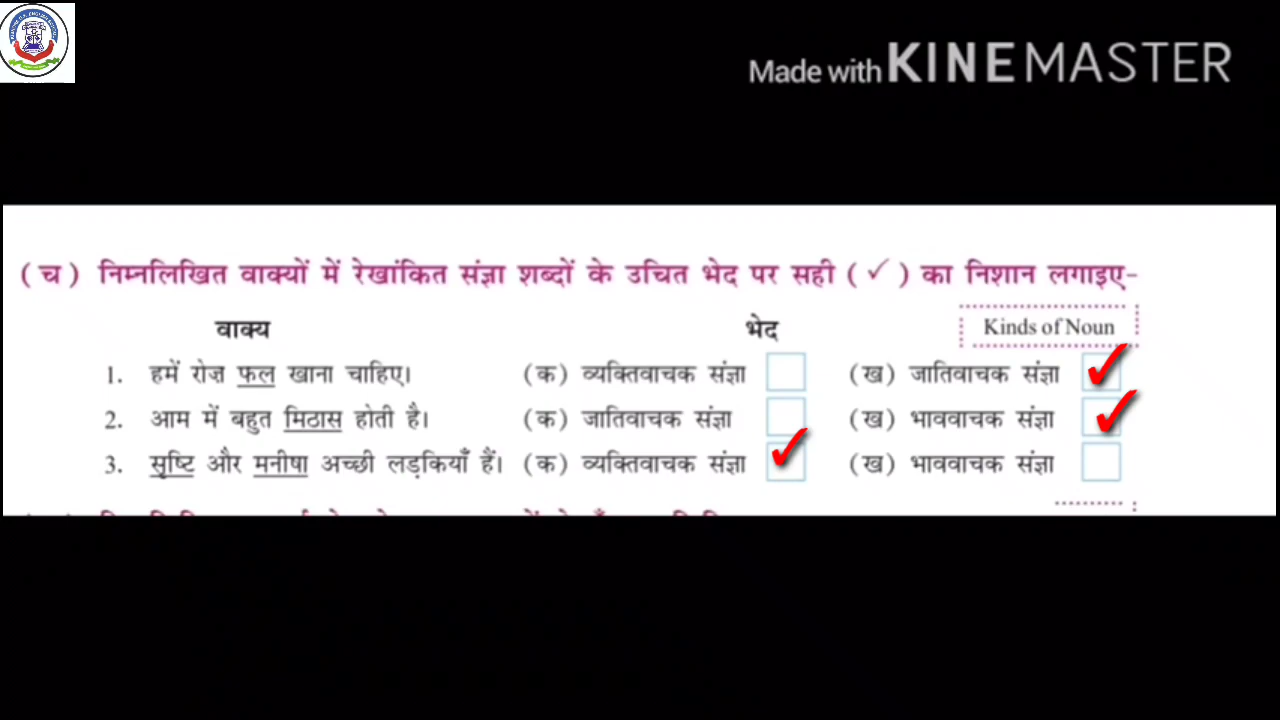 Made with KINEMASTER
( च ) निम्नलिखित वाक्यों में रेखांकित संज्ञा शब्दों के उचित भेद पर सही ( ✓ ) का निशान लगाइए-
वाक्य भेद Kinds of Noun
1. हमें रोज़ फल खाना चाहिए। (क) व्यक्तिवाचक संज्ञा (ख) जातिवाचक संज्ञा ✓
2. आम में बहुत मिठास होती है। (क) जातिवाचक संज्ञा (ख) भाववाचक संज्ञा ✓
3. सृष्टि और मनीषा अच्छी लड़कियाँ हैं। (क) व्यक्तिवाचक संज्ञा ✓ (ख) भाववाचक संज्ञा